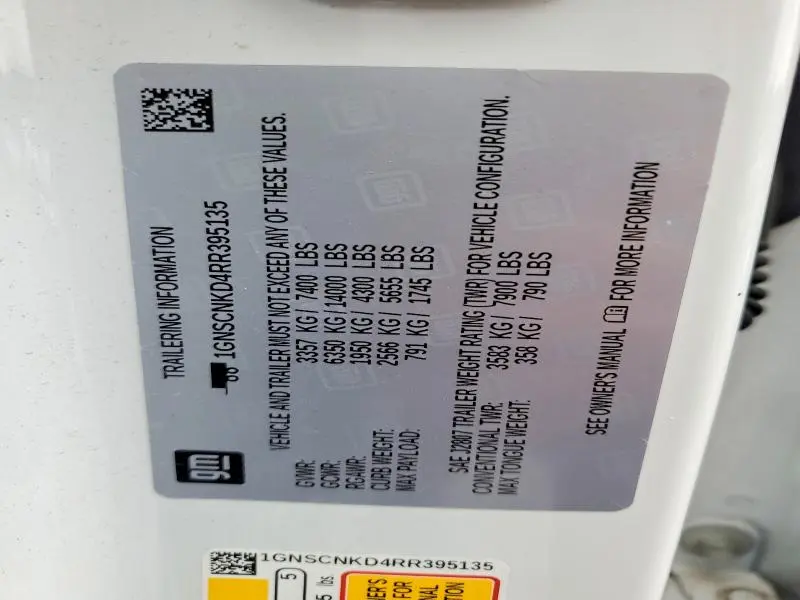 TRAILERING INFORMATION
1GNSCNKD4RR395135
gm
VEHICLE AND TRAILER MUST NOT EXCEED ANY OF THESE VALUES.
GVWR: 3357 KG / 7400 LBS
GCWR: 6350 KG / 14000 LBS
RGAWR: 1950 KG / 4300 LBS
CURB WEIGHT: 2566 KG / 5655 LBS
MAX PAYLOAD: 791 KG / 1745 LBS
SAE J2807 TRAILER WEIGHT RATING (TWR) FOR VEHICLE CONFIGURATION.
CONVENTIONAL TWR: 3583 KG / 7900 LBS
MAX TONGUE WEIGHT: 358 KG / 790 LBS
SEE OWNER'S MANUAL FOR MORE INFORMATION
1GNSCNKD4RR395135
5
5 lbs